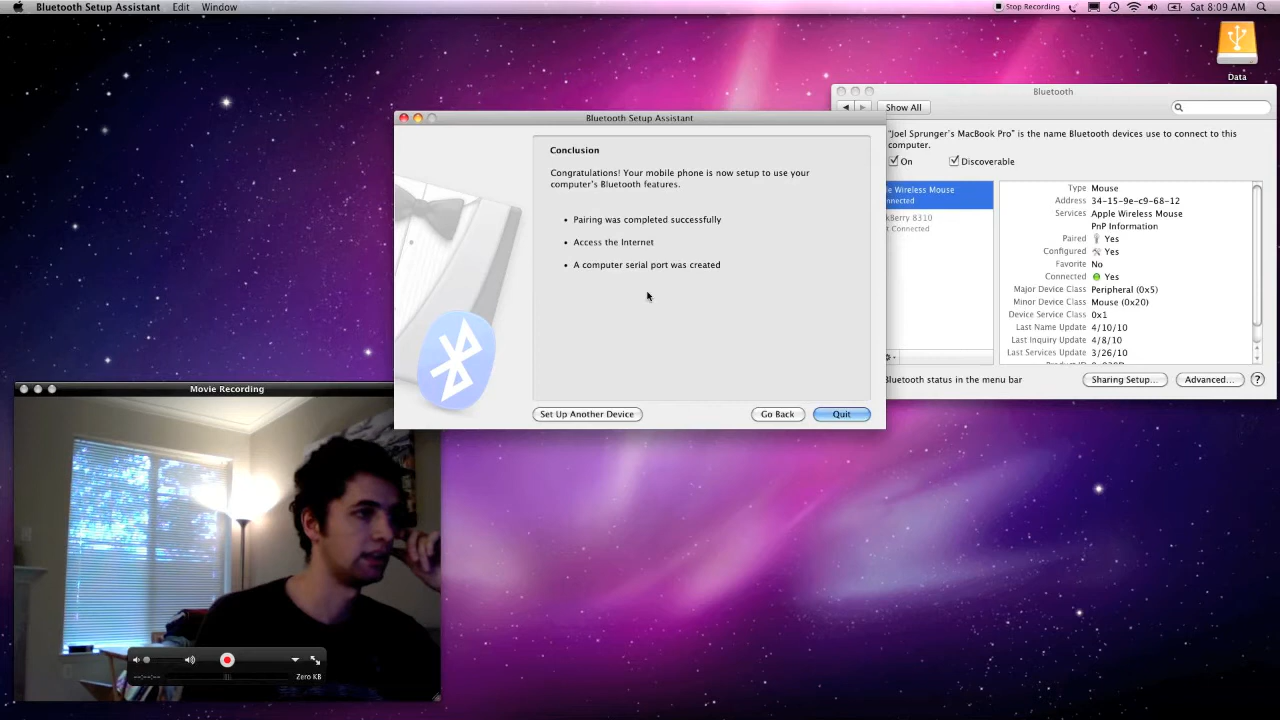 Bluetooth Setup Assistant Edit Window
Stop Recording Sat 8:09 AM
Data
Bluetooth
Show All
"Joel Sprunger's MacBook Pro" is the name Bluetooth devices use to connect to this
computer.
On Discoverable
Wireless Mouse
8310
Connected
Type Mouse
Address 34-15-9e-c9-68-12
Services Apple Wireless Mouse
PnP Information
Paired Yes
Configured Yes
Favorite No
Connected Yes
Major Device Class Peripheral (0x5)
Minor Device Class Mouse (0x20)
Device Service Class 0x1
Last Name Update 4/10/10
Last Inquiry Update 4/8/10
Last Services Update 3/26/10
Bluetooth status in the menu bar
Sharing Setup... Advanced... ?
Bluetooth Setup Assistant
Conclusion
Congratulations! Your mobile phone is now setup to use your
computer's Bluetooth features.
• Pairing was completed successfully
• Access the Internet
• A computer serial port was created
Set Up Another Device Go Back Quit
Movie Recording
--:--:-- Zero KB